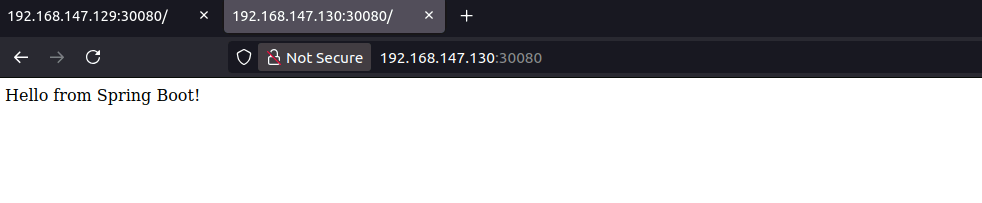 192.168.147.129:30080/
192.168.147.130:30080/
Not Secure 192.168.147.130:30080
Hello from Spring Boot!